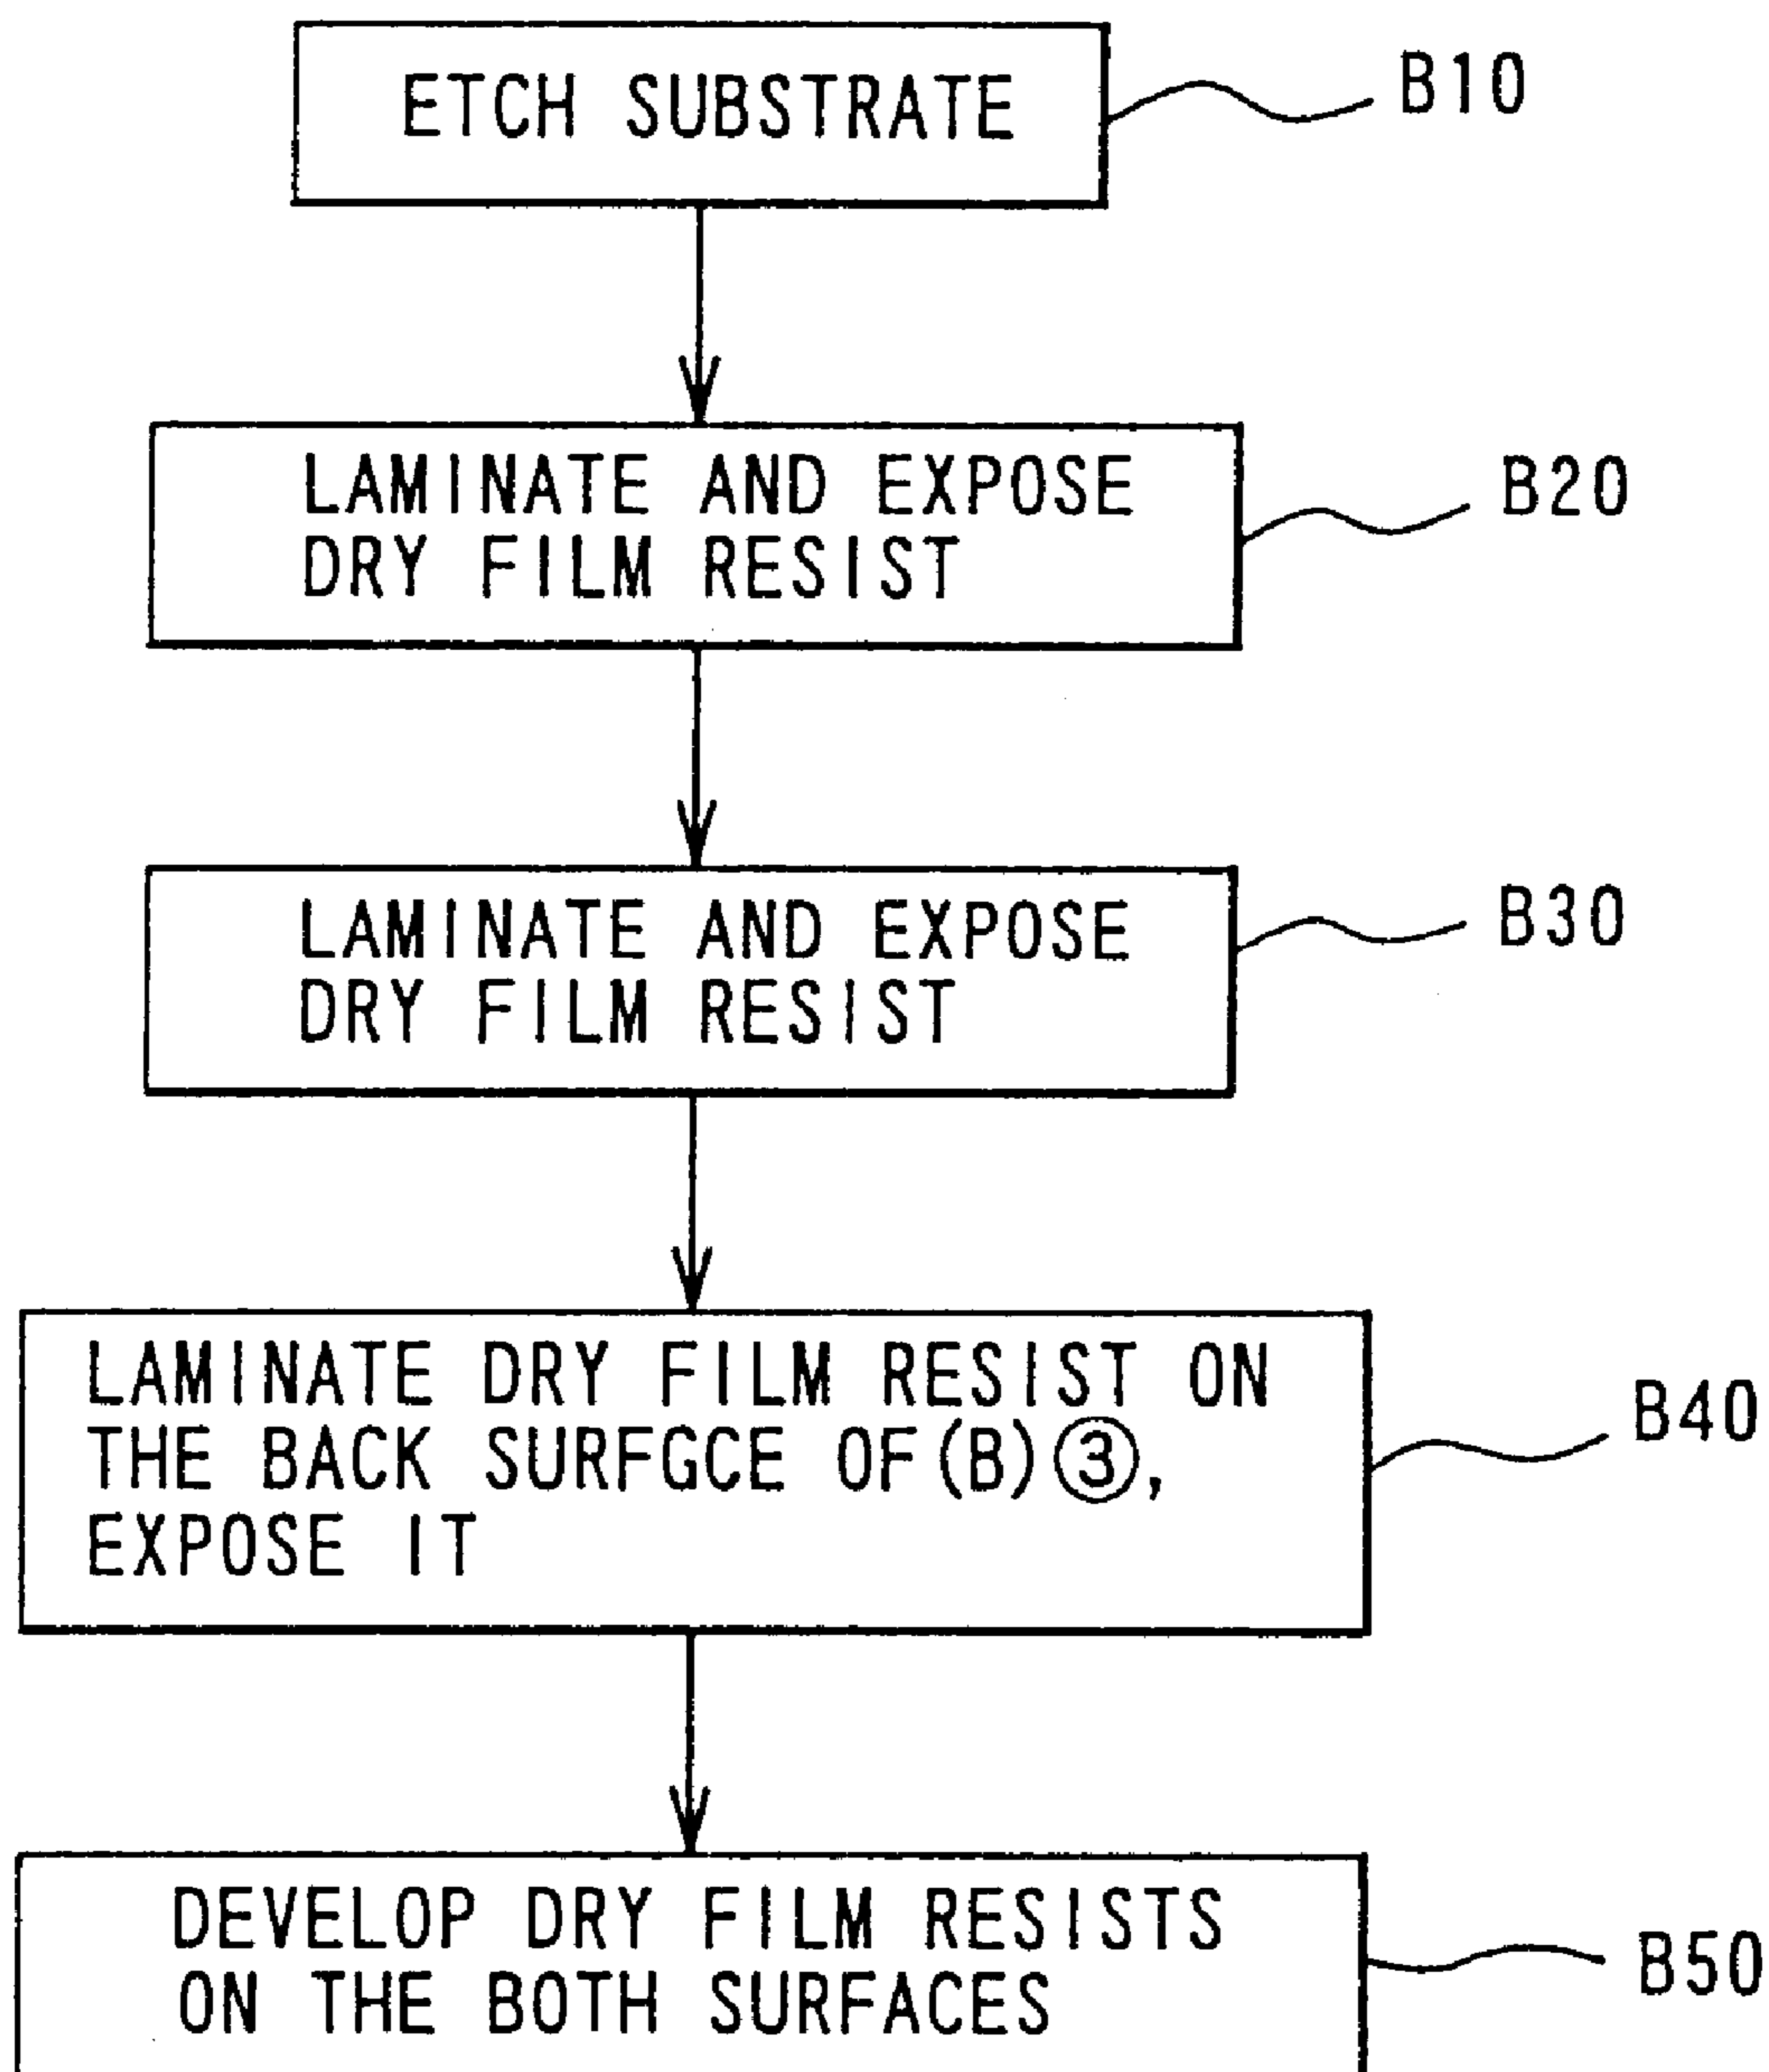 ETCH SUBSTRATE
B10
LAMINATE AND EXPOSE
DRY FILM RESIST
B20
LAMINATE AND EXPOSE
DRY FILM RESIST
B30
LAMINATE DRY FILM RESIST ON
THE BACK SURFGCE OF (B)③,
EXPOSE IT
B40
DEVELOP DRY FILM RESISTS
ON THE BOTH SURFACES
B50